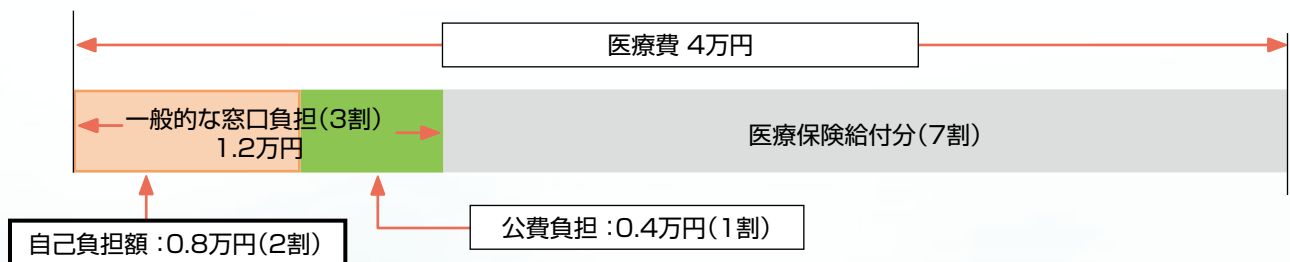 医療費 4万円
一般的な窓口負担(3割)
1.2万円
医療保険給付分(7割)
公費負担：0.4万円(1割)
自己負担額：0.8万円(2割)